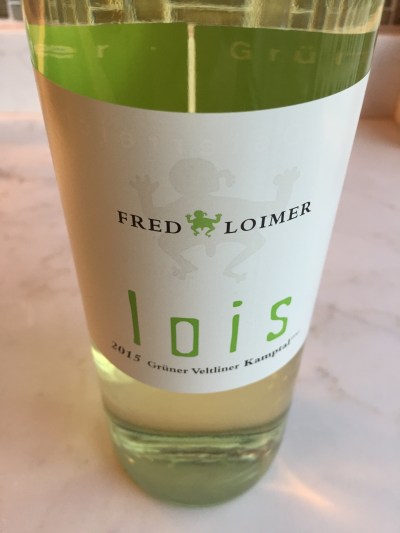 FRED LOIMER
lois
2015 Grüner Veltliner Kamptal